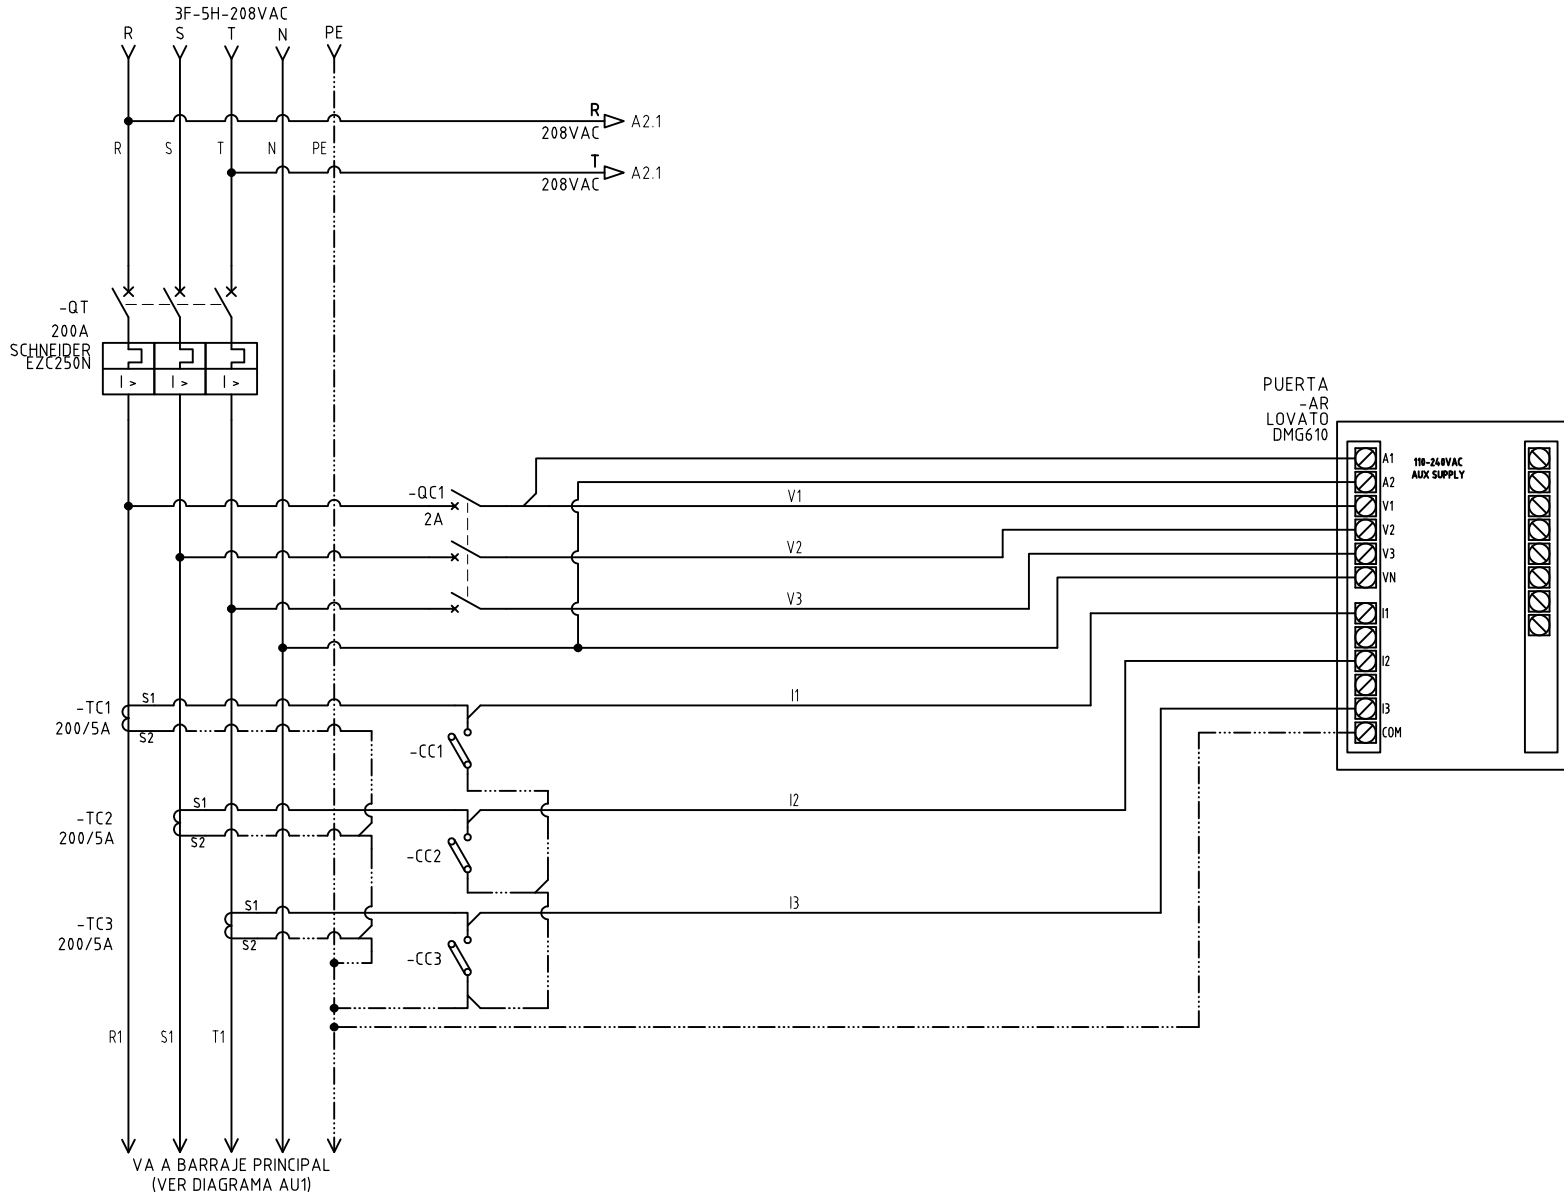 3F-5H-208VAC
R S T N PE
R
208VAC
A2.1
R S T N PE
T
208VAC
A2.1
-QT
200A
SCHNEIDER
EZC250N
I > I > I >
PUERTA
-AR
LOVATO
DMG610
A1
110-240VAC
AUX SUPPLY
A2
-QC1
2A
V1
V1
V2
V2
V3
VN
V3
I1
I2
-TC1
200/5A
S1
S2
I1
I3
COM
-CC1
-TC2
200/5A
S1
S2
I2
-CC2
-TC3
200/5A
S1
S2
I3
-CC3
R1 S1 T1
VA A BARRAJE PRINCIPAL
(VER DIAGRAMA AU1)